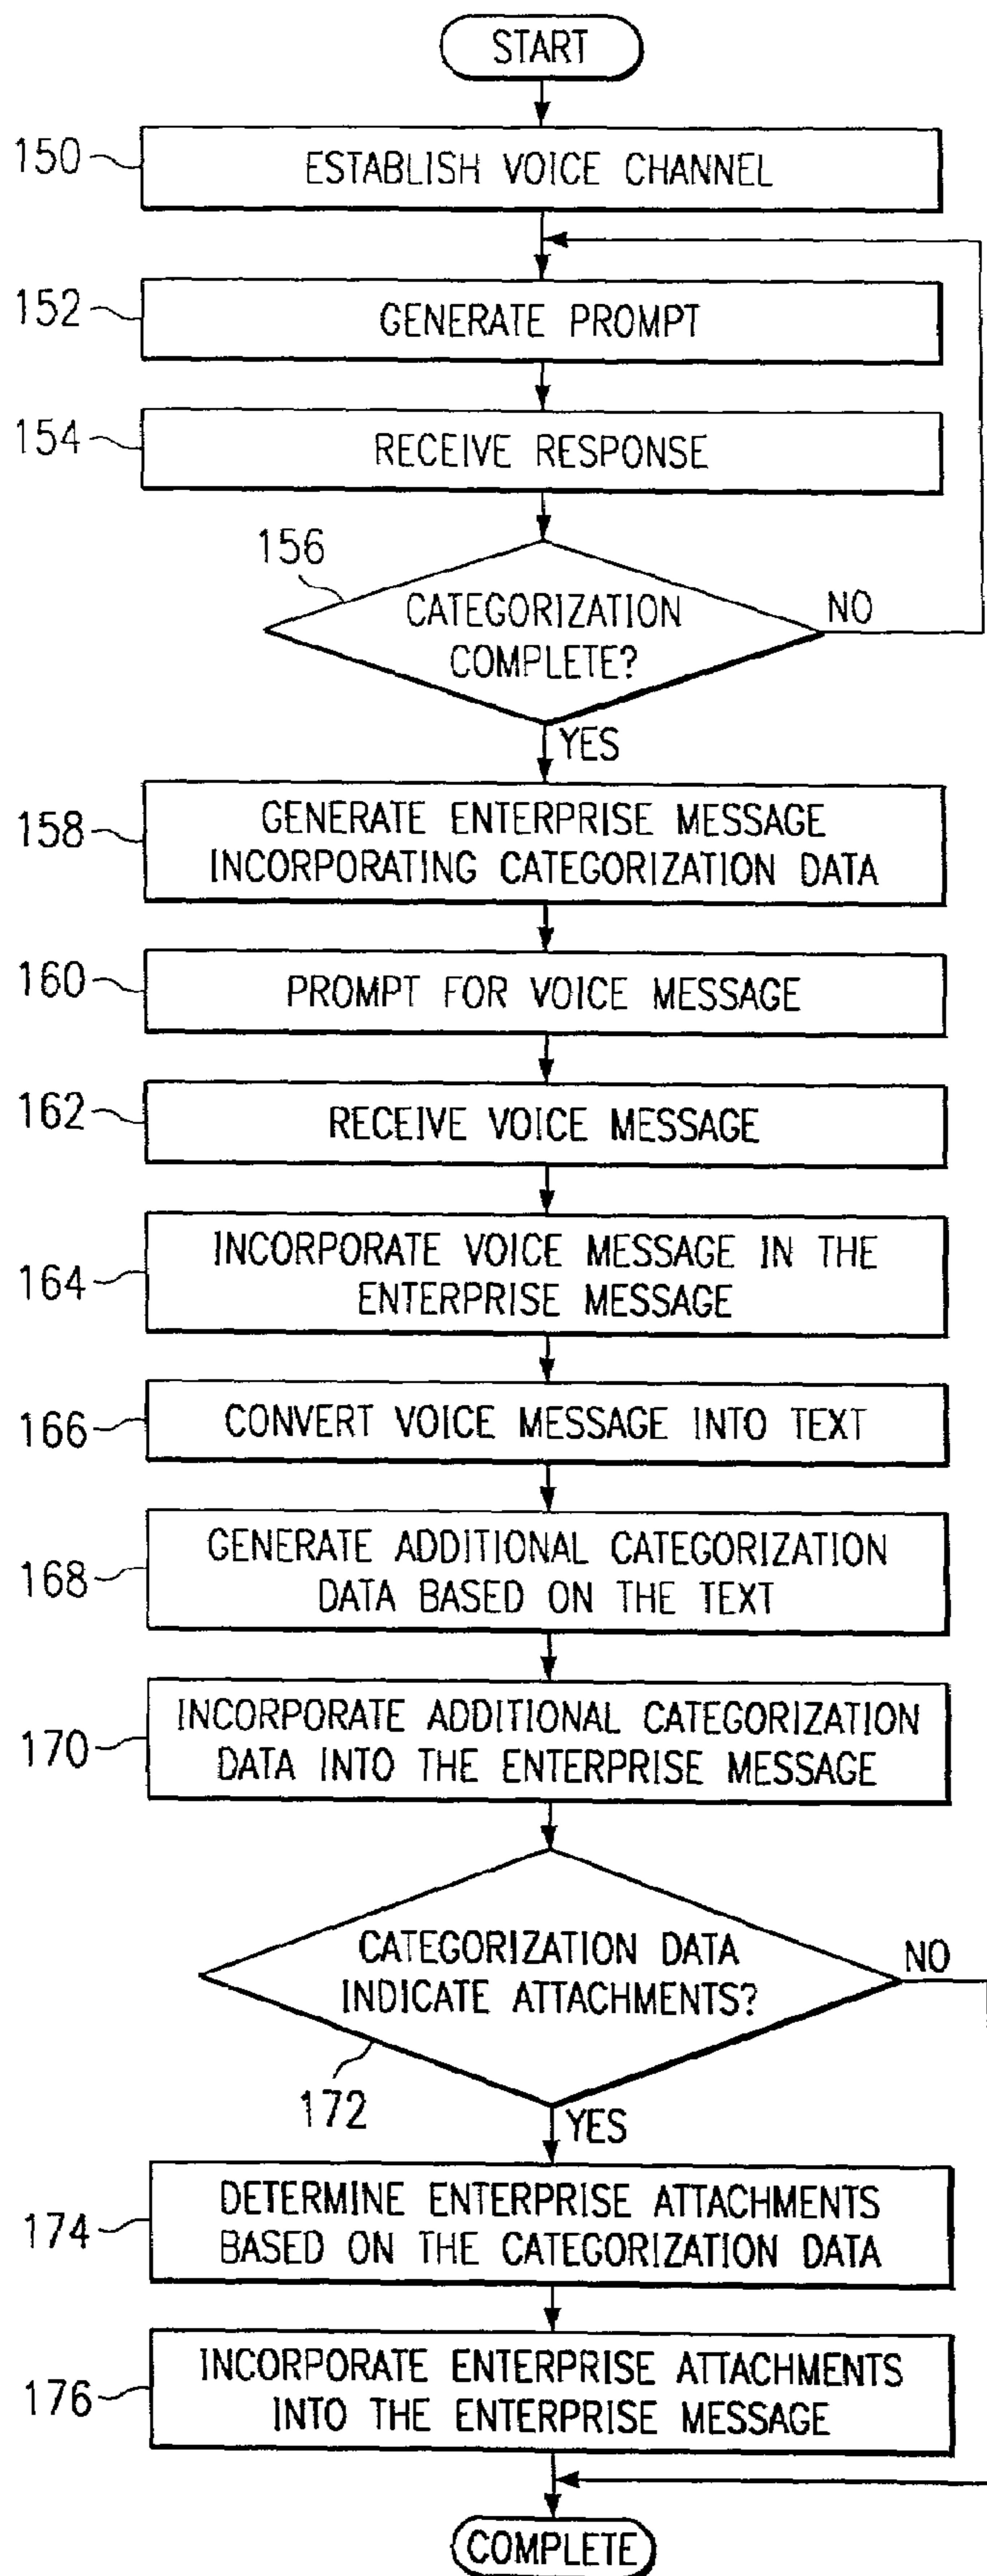 START
150
ESTABLISH VOICE CHANNEL
152
GENERATE PROMPT
154
RECEIVE RESPONSE
156
CATEGORIZATION
COMPLETE?
NO
YES
158
GENERATE ENTERPRISE MESSAGE
INCORPORATING CATEGORIZATION DATA
160
PROMPT FOR VOICE MESSAGE
162
RECEIVE VOICE MESSAGE
164
INCORPORATE VOICE MESSAGE IN THE
ENTERPRISE MESSAGE
166
CONVERT VOICE MESSAGE INTO TEXT
168
GENERATE ADDITIONAL CATEGORIZATION
DATA BASED ON THE TEXT
170
INCORPORATE ADDITIONAL CATEGORIZATION
DATA INTO THE ENTERPRISE MESSAGE
CATEGORIZATION DATA
INDICATE ATTACHMENTS?
NO
172
YES
174
DETERMINE ENTERPRISE ATTACHMENTS
BASED ON THE CATEGORIZATION DATA
176
INCORPORATE ENTERPRISE ATTACHMENTS
INTO THE ENTERPRISE MESSAGE
COMPLETE